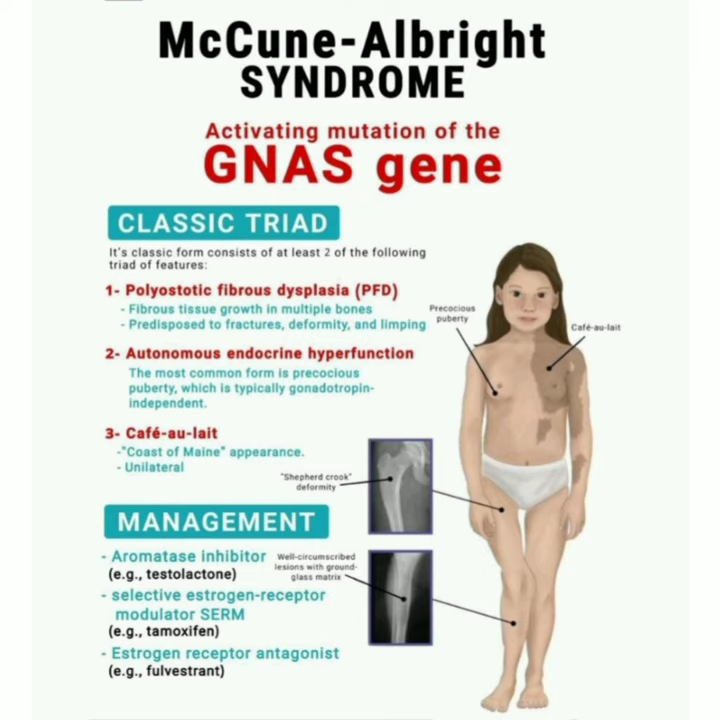 McCune-Albright
SYNDROME
Activating mutation of the
GNAS gene
CLASSIC TRIAD
It's classic form consists of at least 2 of the following
triad of features:
1- Polyostotic fibrous dysplasia (PFD)
- Fibrous tissue growth in multiple bones
- Predisposed to fractures, deformity, and limping
2- Autonomous endocrine hyperfunction
The most common form is precocious
puberty, which is typically gonadotropin-
independent.
3- Café-au-lait
-"Coast of Maine" appearance.
- Unilateral
Precocious
puberty
Café-au-lait
"Shepherd crook"
deformity
Well-circumscribed
lesions with ground-
glass matrix
MANAGEMENT
- Aromatase inhibitor
(e.g., testolactone)
- selective estrogen-receptor
modulator SERM
(e.g., tamoxifen)
- Estrogen receptor antagonist
(e.g., fulvestrant)